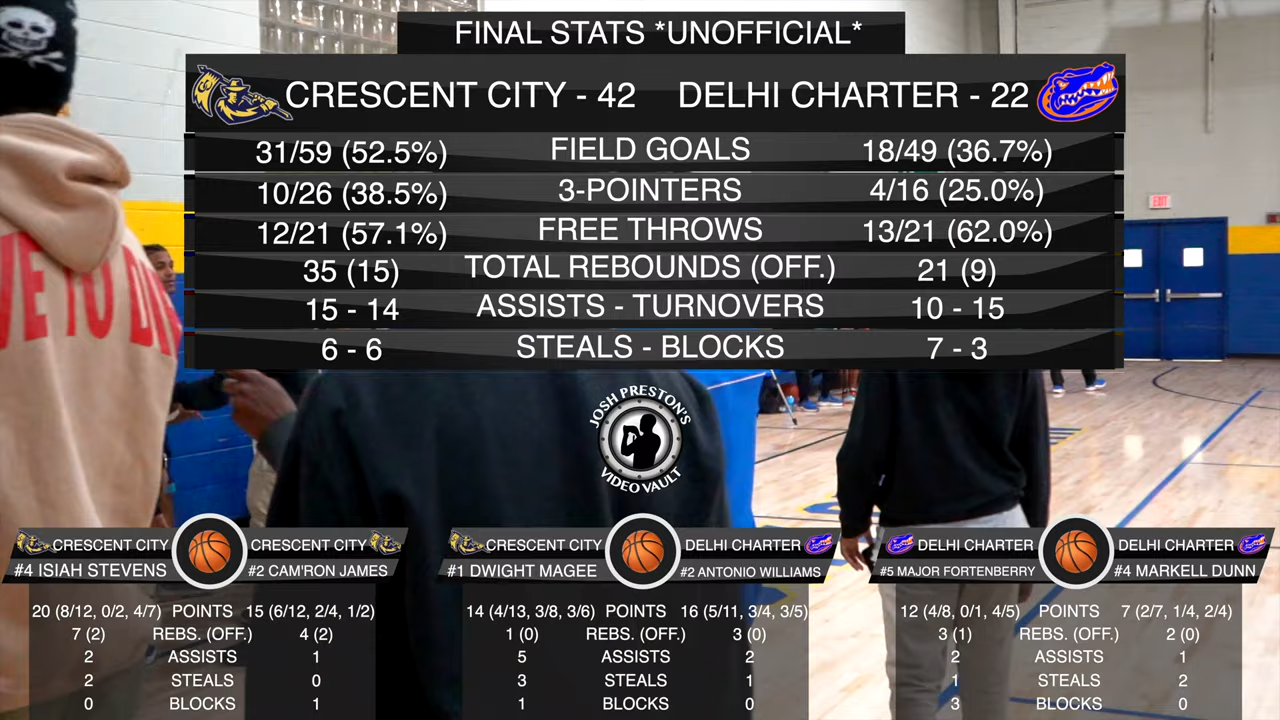 FINAL STATS *UNOFFICIAL*
CRESCENT CITY - 42 DELHI CHARTER - 22
31/59 (52.5%) FIELD GOALS 18/49 (36.7%)
10/26 (38.5%) 3-POINTERS 4/16 (25.0%)
12/21 (57.1%) FREE THROWS 13/21 (62.0%)
35 (15) TOTAL REBOUNDS (OFF.) 21 (9)
15 - 14 ASSISTS - TURNOVERS 10 - 15
6 - 6 STEALS - BLOCKS 7 - 3
EXIT
JOSH PRESTON'S
VIDEO VAULT
CRESCENT CITY CRESCENT CITY
#4 ISIAH STEVENS #2 CAM'RON JAMES
20 (8/12, 0/2, 4/7) POINTS 15 (6/12, 2/4, 1/2)
7 (2) REBS. (OFF.) 4 (2)
2 ASSISTS 1
2 STEALS 0
0 BLOCKS 1
CRESCENT CITY DELHI CHARTER
#1 DWIGHT MAGEE #2 ANTONIO WILLIAMS
14 (4/13, 3/8, 3/6) POINTS 16 (5/11, 3/4, 3/5)
1 (0) REBS. (OFF.) 3 (0)
5 ASSISTS 2
3 STEALS 1
1 BLOCKS 0
DELHI CHARTER DELHI CHARTER
#5 MAJOR FORTENBERRY #4 MARKELL DUNN
12 (4/8, 0/1, 4/5) POINTS 7 (2/7, 1/4, 2/4)
3 (1) REBS. (OFF.) 2 (0)
2 ASSISTS 1
1 STEALS 2
3 BLOCKS 0